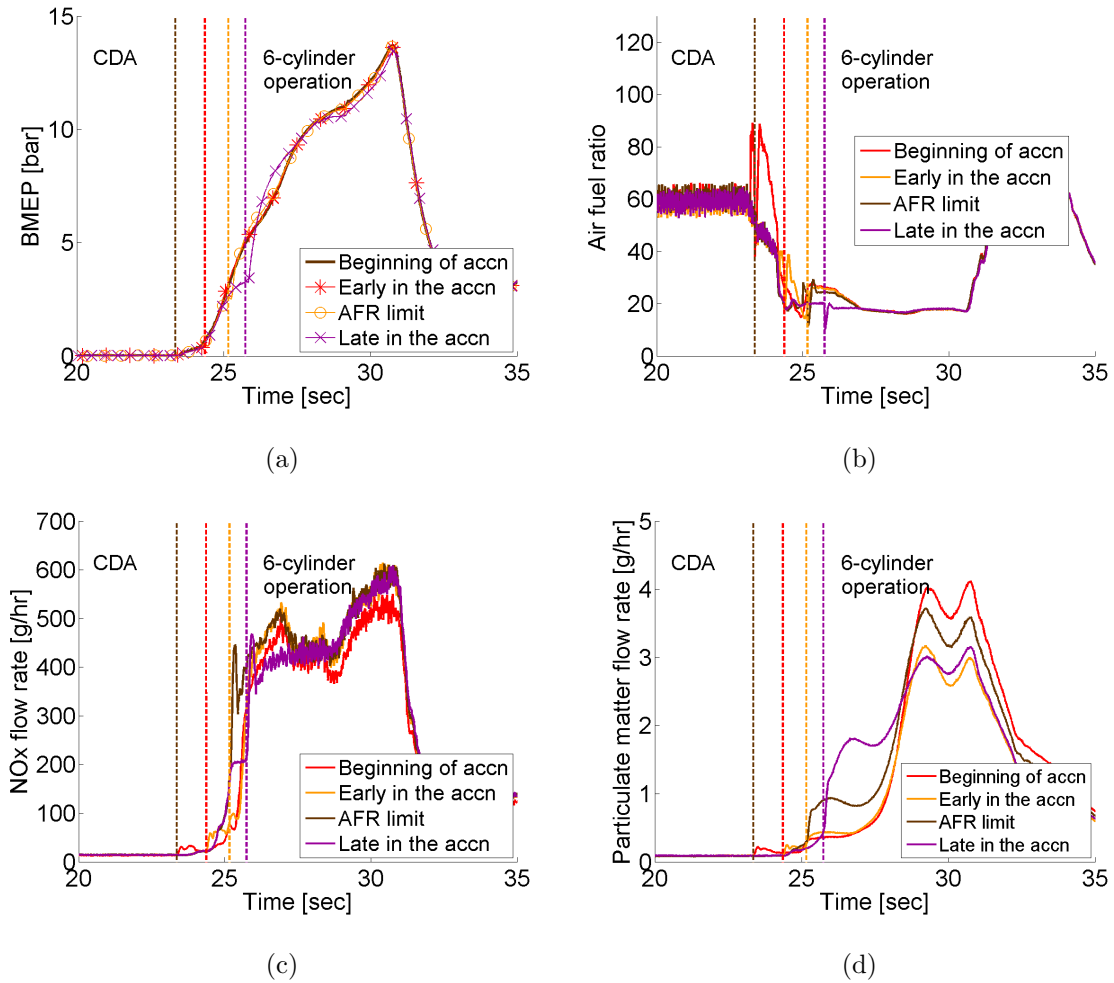 15
10
5
0
BMEP [bar]
CDA
6-cylinder
operation
Beginning of accn
Early in the accn
AFR limit
Late in the accn
20
25
30
35
Time [sec]
(a)
120
100
80
60
40
20
0
Air fuel ratio
CDA
6-cylinder
operation
Beginning of accn
Early in the accn
AFR limit
Late in the accn
20
25
30
35
Time [sec]
(b)
700
600
500
400
300
200
100
0
NOx flow rate [g/hr]
CDA
6-cylinder
operation
Beginning of accn
Early in the accn
AFR limit
Late in the accn
20
25
30
35
Time [sec]
(c)
5
4
3
2
1
0
Particulate matter flow rate [g/hr]
CDA
6-cylinder
operation
Beginning of accn
Early in the accn
AFR limit
Late in the accn
20
25
30
35
Time [sec]
(d)